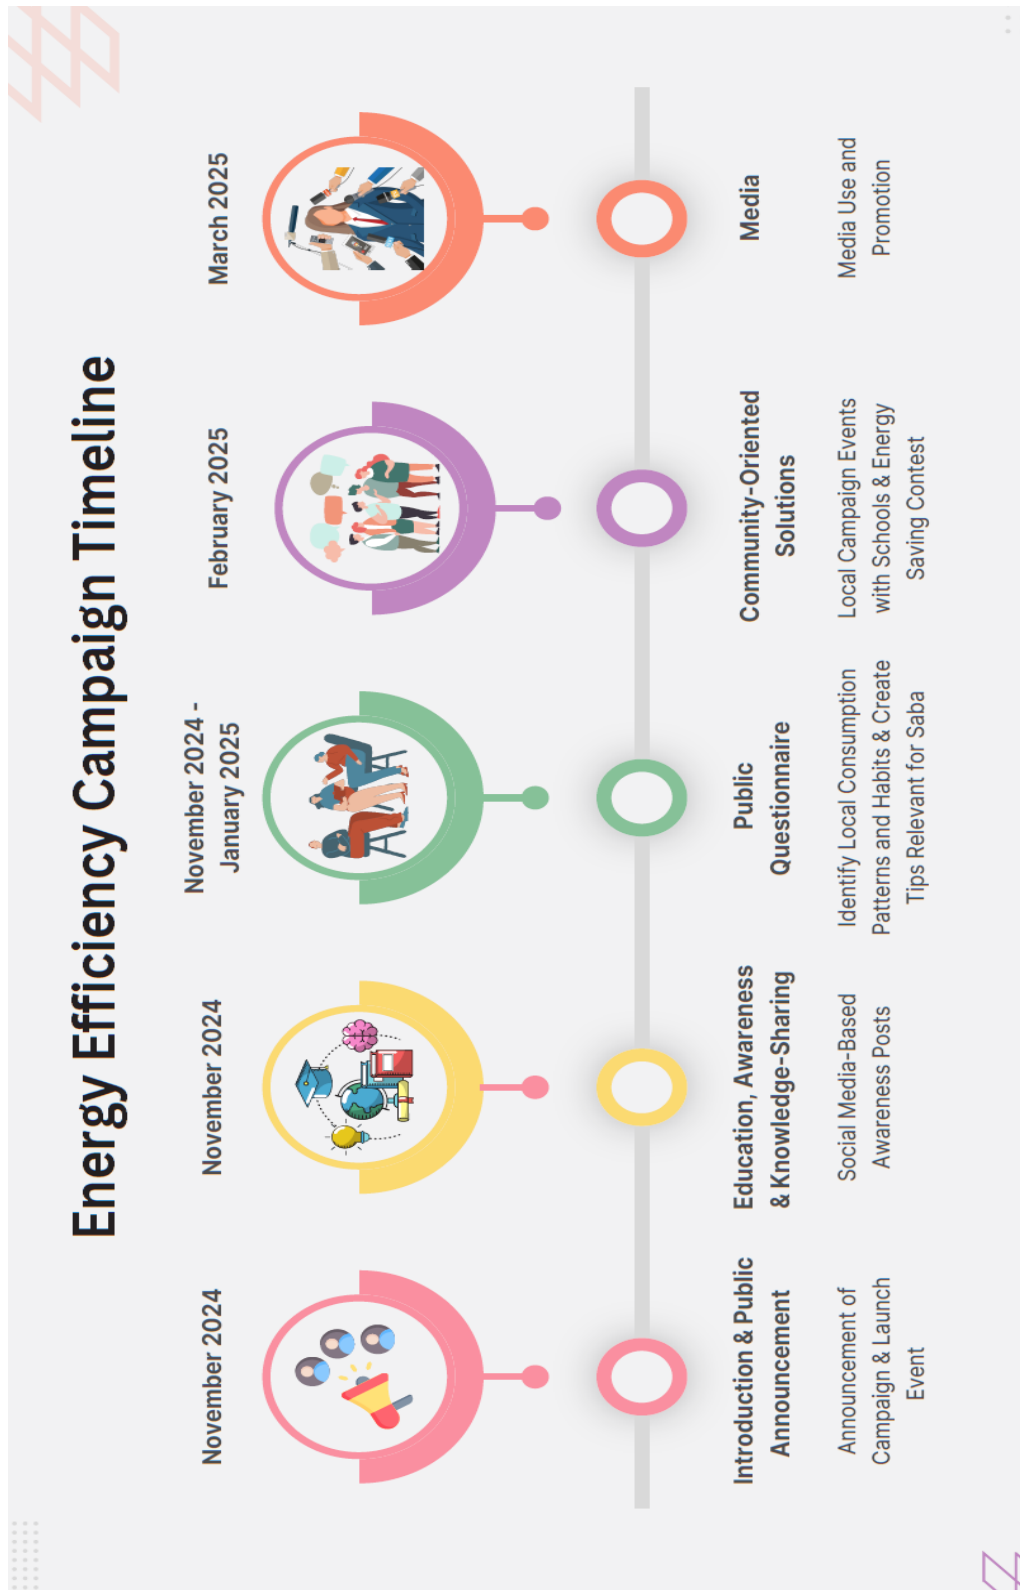 Energy Efficiency Campaign Timeline
November 2024
Introduction & Public
Announcement
Announcement of
Campaign & Launch
Event
November 2024
Education, Awareness
& Knowledge-Sharing
Social Media-Based
Awareness Posts
November 2024 -
January 2025
Public
Questionnaire
Identify Local Consumption
Patterns and Habits & Create
Tips Relevant for Saba
February 2025
Community-Oriented
Solutions
Local Campaign Events
with Schools & Energy
Saving Contest
March 2025
Media
Media Use and
Promotion